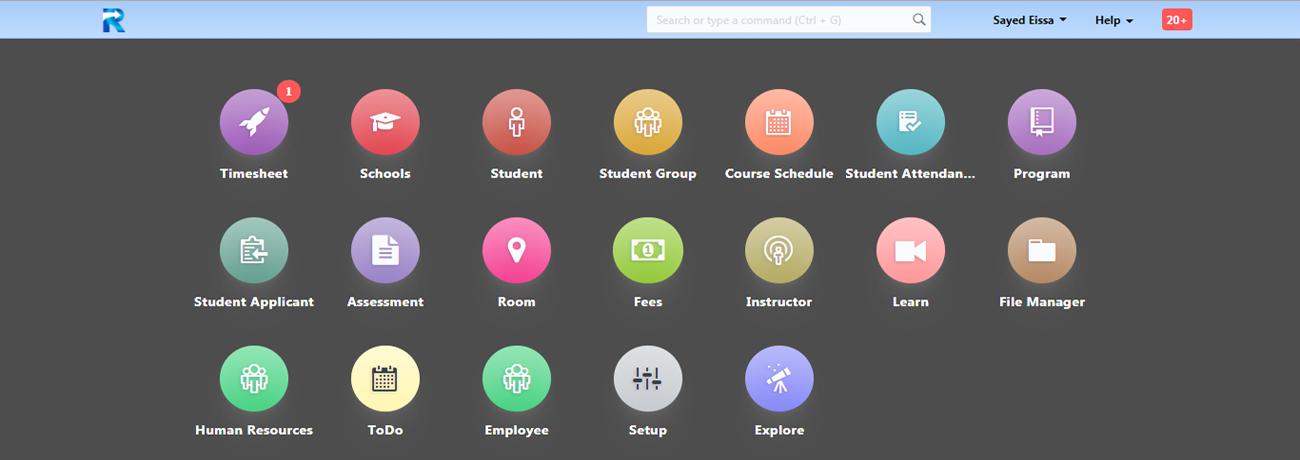 R
Search or type a command (Ctrl + G)
Sayed Eissa
Help
20+
1
Timesheet
Schools
Student
Student Group
Course Schedule
Student Attendan...
Program
1
Student Applicant
Assessment
Room
Fees
Instructor
Learn
File Manager
Human Resources
ToDo
Employee
Setup
Explore